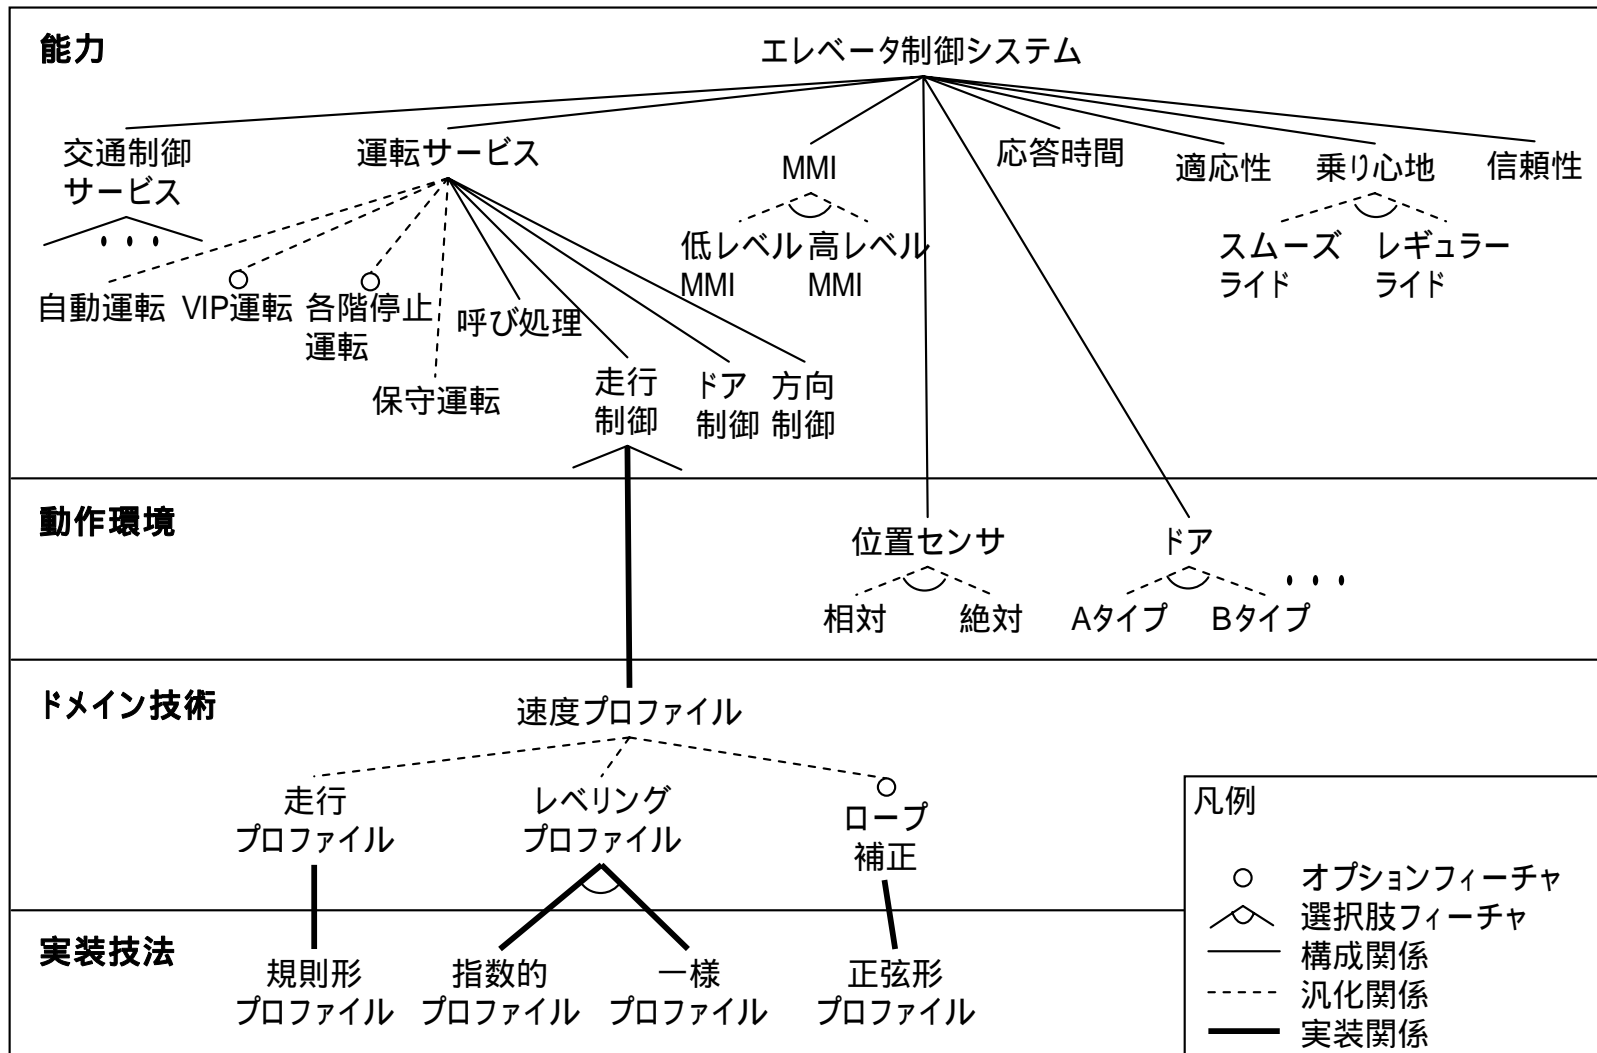 能力
エレベータ制御システム
交通制御
サービス
運転サービス
MMI
応答時間
適応性
乗り心地
信頼性
低レベル
MMI
高レベル
MMI
スムーズ
ライド
レギュラー
ライド
自動運転
VIP運転
各階停止
運転
保守運転
呼び処理
走行
制御
ドア
制御
方向
制御
動作環境
位置センサ
ドア
相対
絶対
Aタイプ
Bタイプ
ドメイン技術
速度プロファイル
走行
プロファイル
レベリング
プロファイル
ロープ
補正
実装技法
規則形
プロファイル
指数的
プロファイル
一様
プロファイル
正弦形
プロファイル
凡例
オプションフィーチャ
選択肢フィーチャ
構成関係
汎化関係
実装関係